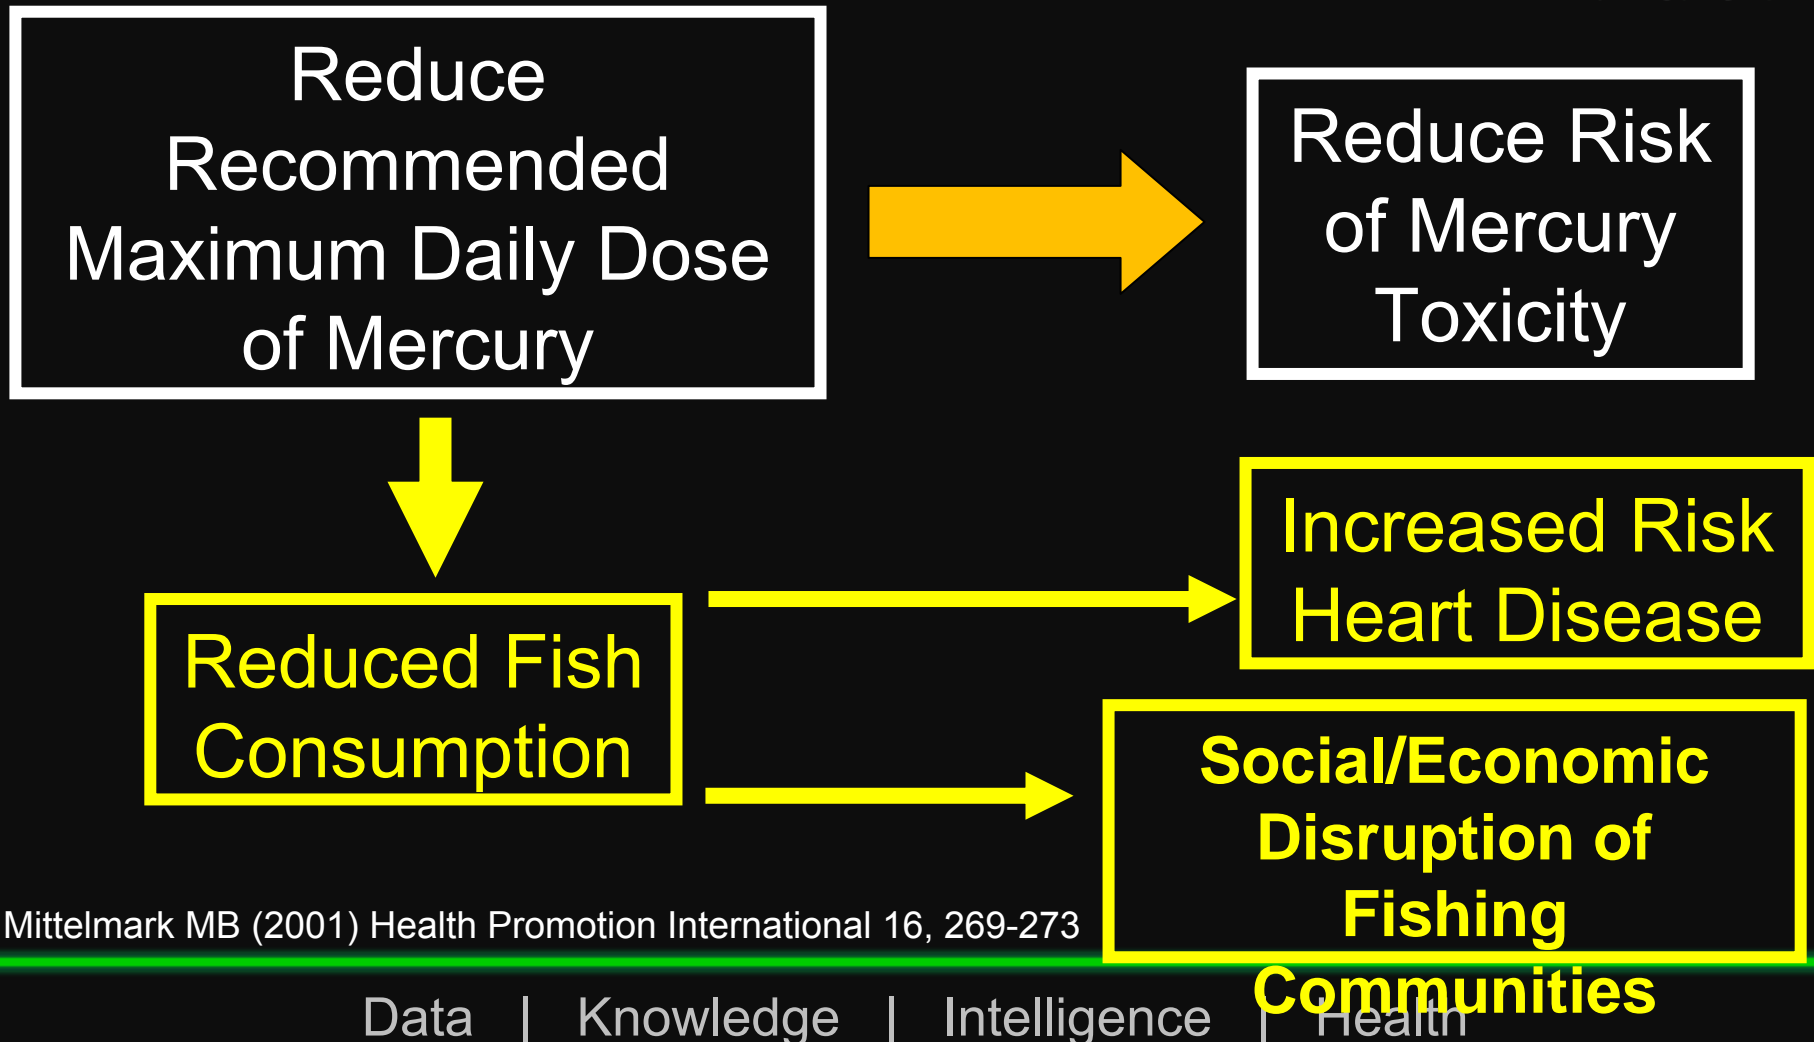 Reduce
Recommended
Maximum Daily Dose
of Mercury
Reduce Risk
of Mercury
Toxicity
Reduced Fish
Consumption
Increased Risk
Heart Disease
Social/Economic
Disruption of
Fishing
Communities
Mittelmark MB (2001) Health Promotion International 16, 269-273
Data | Knowledge | Intelligence | Health